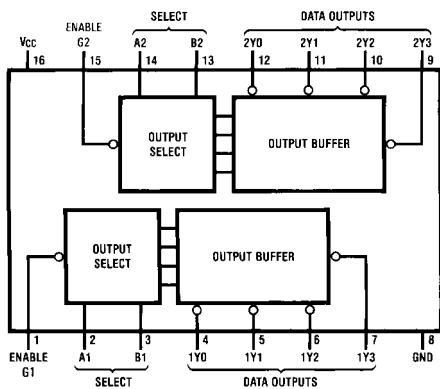 SELECT
DATA OUTPUTS
ENABLE
VCC G2 A2 B2 2Y0 2Y1 2Y2 2Y3
16 15 14 13 12 11 10 9
OUTPUT
SELECT
OUTPUT BUFFER
OUTPUT
SELECT
OUTPUT BUFFER
1 2 3 4 5 6 7 8
ENABLE A1 B1 1Y0 1Y1 1Y2 1Y3 GND
G1
SELECT
DATA OUTPUTS